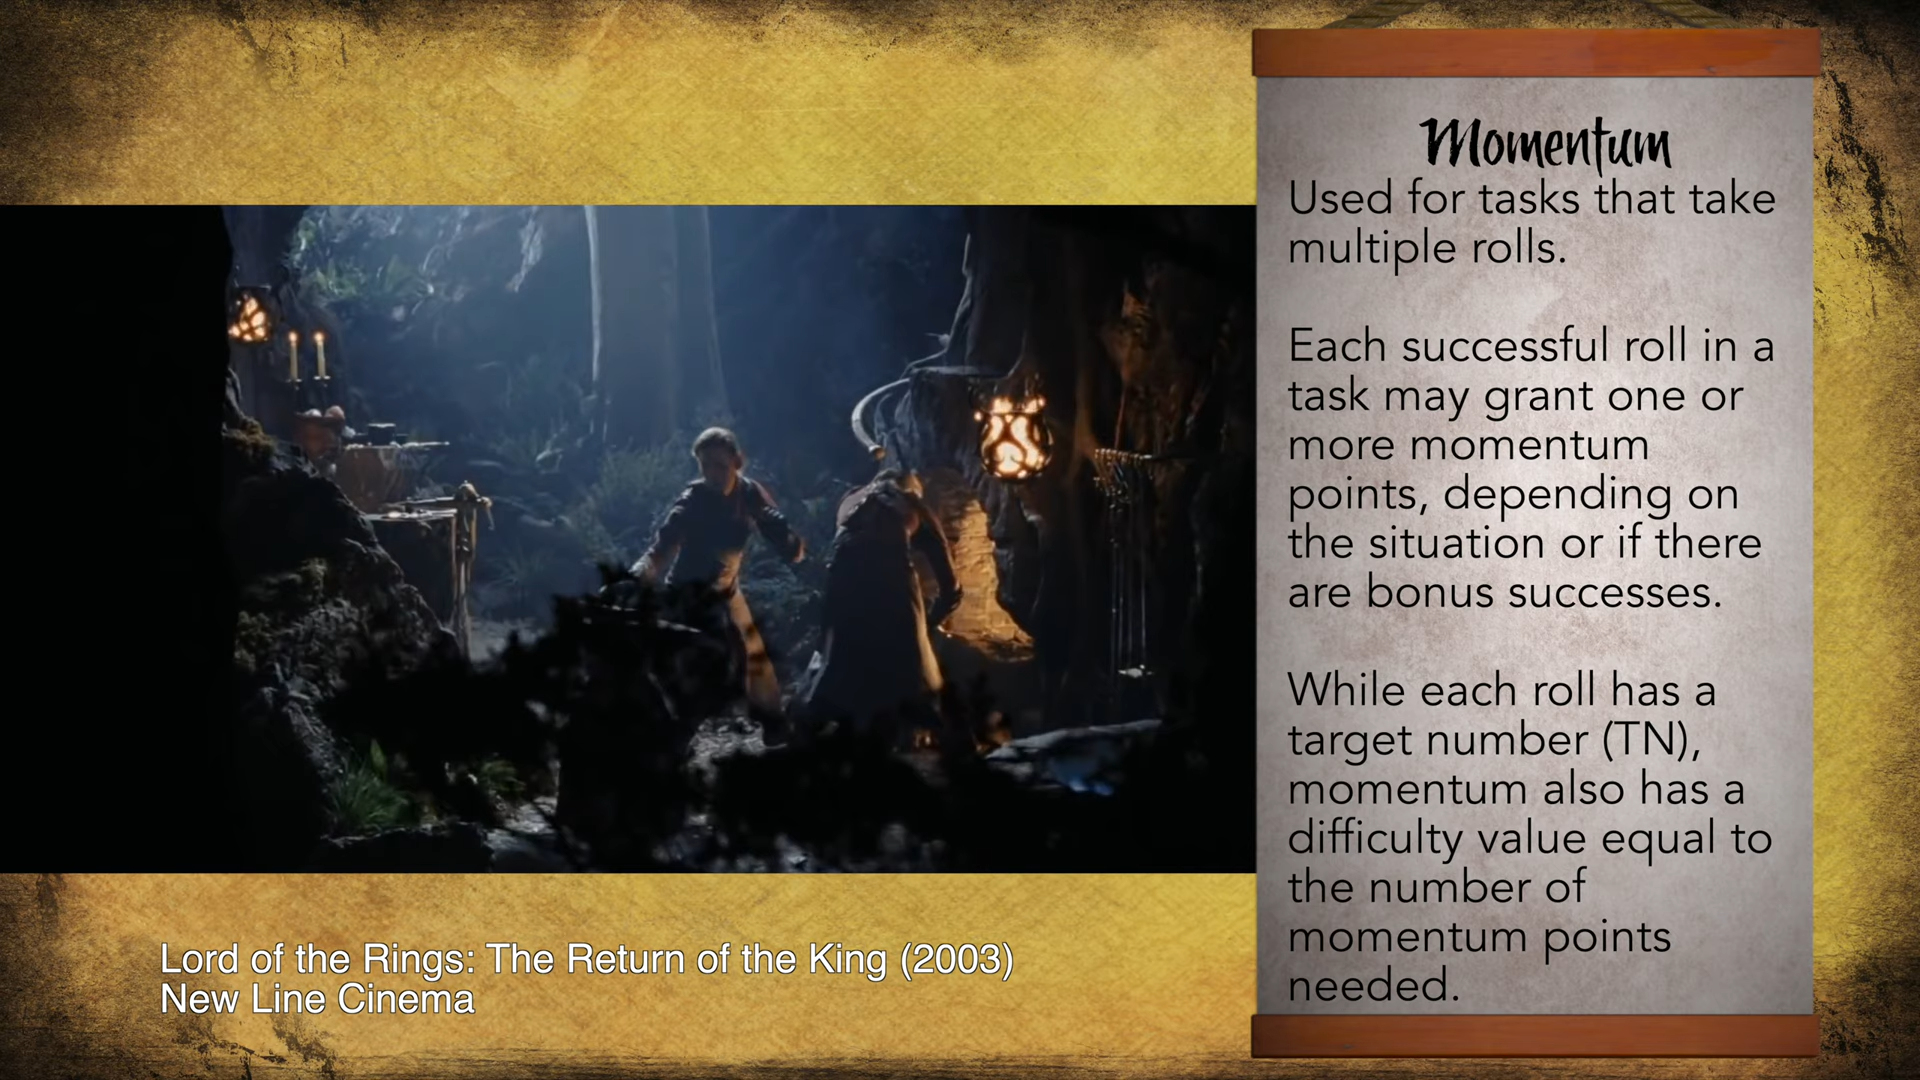 Momentum
Used for tasks that take
multiple rolls.
Each successful roll in a
task may grant one or
more momentum
points, depending on
the situation or if there
are bonus successes.
While each roll has a
target number (TN),
momentum also has a
difficulty value equal to
the number of
momentum points
needed.
Lord of the Rings: The Return of the King (2003)
New Line Cinema